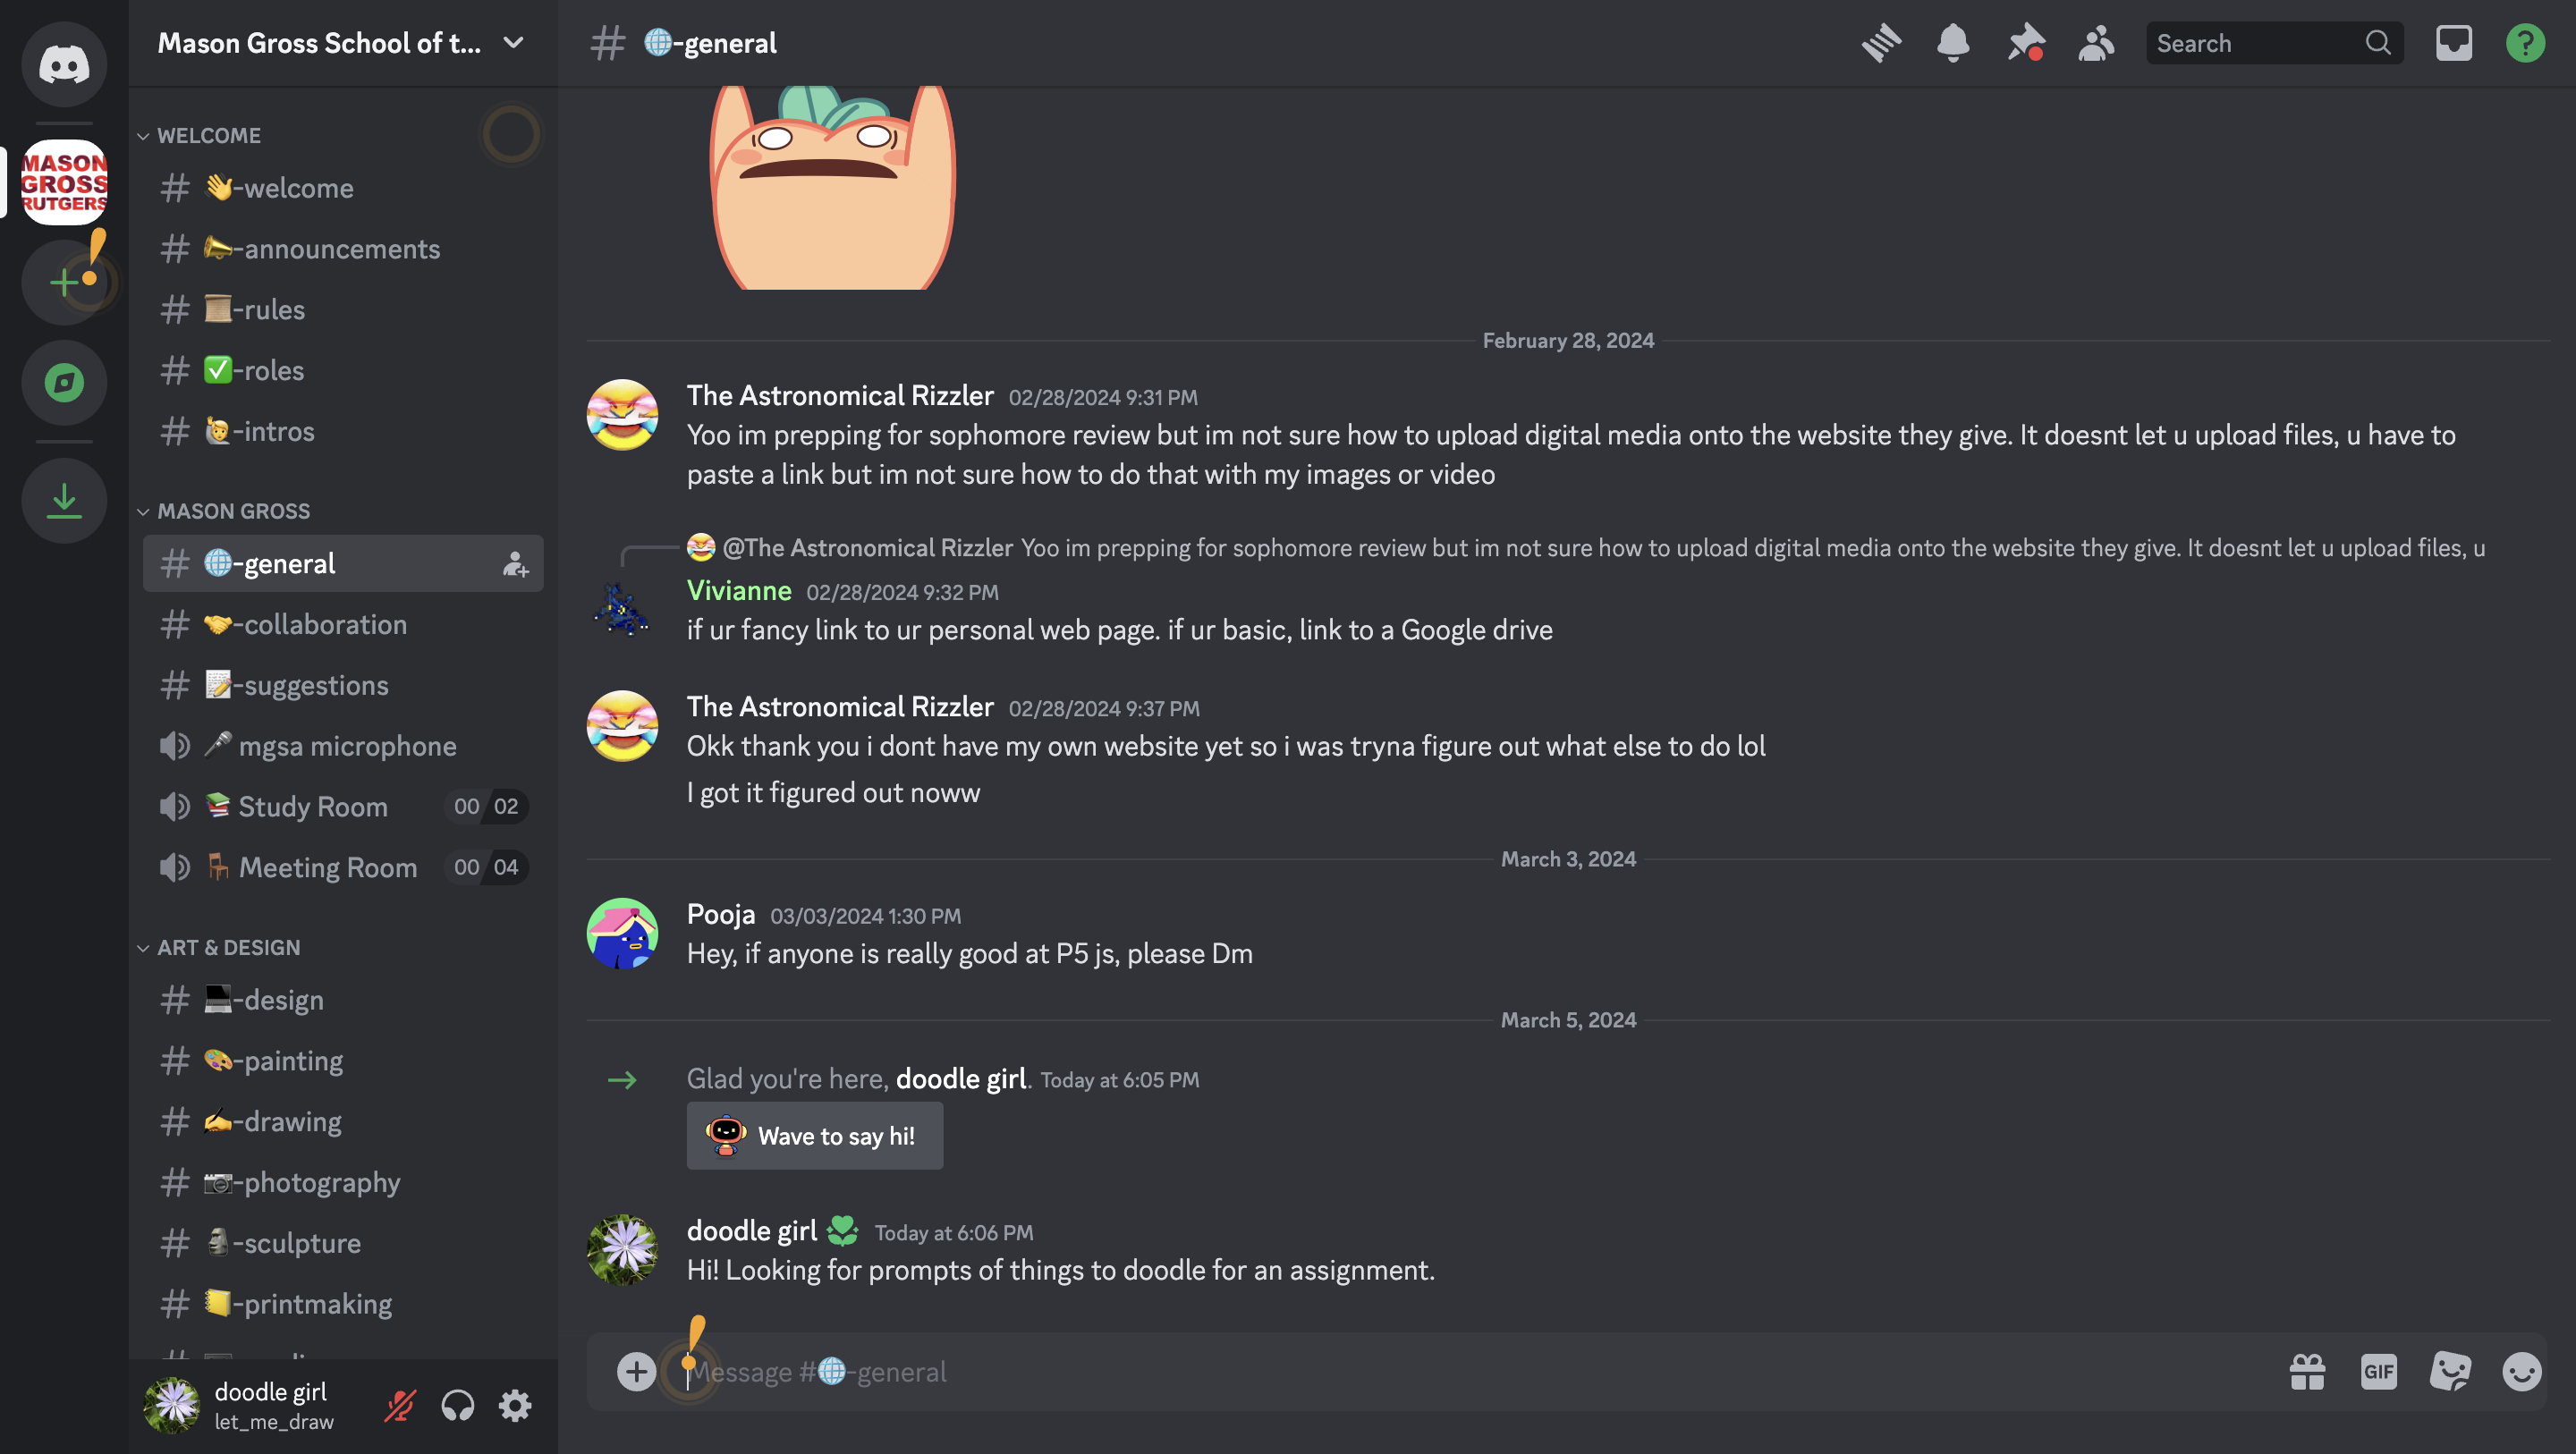 Mason Gross School of t...
🌐-general
Search
MASON
GROSS
RUTGERS
WELCOME
👋-welcome
📣-announcements
📜-rules
✅-roles
🙋-intros
MASON GROSS
🌐-general
🤝-collaboration
📝-suggestions
🎤 mgsa microphone
📚 Study Room 00 02
🪑 Meeting Room 00 04
ART & DESIGN
💻-design
🎨-painting
✍-drawing
📷-photography
🗿-sculpture
📒-printmaking
doodle girl
let_me_draw
February 28, 2024
The Astronomical Rizzler 02/28/2024 9:31 PM
Yoo im prepping for sophomore review but im not sure how to upload digital media onto the website they give. It doesnt let u upload files, u have to
paste a link but im not sure how to do that with my images or video
@The Astronomical Rizzler Yoo im prepping for sophomore review but im not sure how to upload digital media onto the website they give. It doesnt let u upload files, u
Vivianne 02/28/2024 9:32 PM
if ur fancy link to ur personal web page. if ur basic, link to a Google drive
The Astronomical Rizzler 02/28/2024 9:37 PM
Okk thank you i dont have my own website yet so i was tryna figure out what else to do lol
I got it figured out noww
March 3, 2024
Pooja 03/03/2024 1:30 PM
Hey, if anyone is really good at P5 js, please Dm
March 5, 2024
Glad you're here, doodle girl. Today at 6:05 PM
Wave to say hi!
doodle girl Today at 6:06 PM
Hi! Looking for prompts of things to doodle for an assignment.
Message #🌐-general
GIF